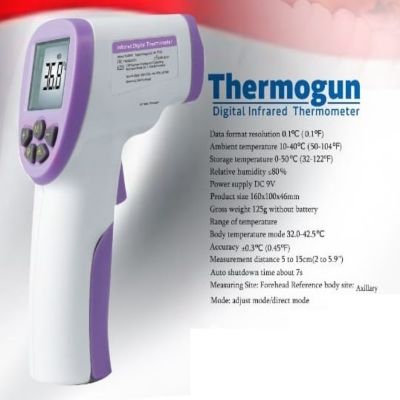 Infrared Digital Thermometer
36.8
Thermogun
Digital Infrared Thermometer
Data format resolution 0.1℃ ( 0.1℉)
Ambient temperature 10-40℃ (50-104℉)
Storage temperature 0-50℃ (32-122℉)
Relative humidity ≤80%
Power supply DC 9V
Product size 160x100x46mm
Gross weight 125g without battery
Range of temperature
Body temperature mode 32.0-42.5℃
Accuracy ±0.3℃ (0.45℉)
Measurement distance 5 to 15cm(2 to 5.9")
Auto shutdown time about 7s
Measuring Site: Forehead Reference body site: Axillary
Mode: adjust mode/direct mode